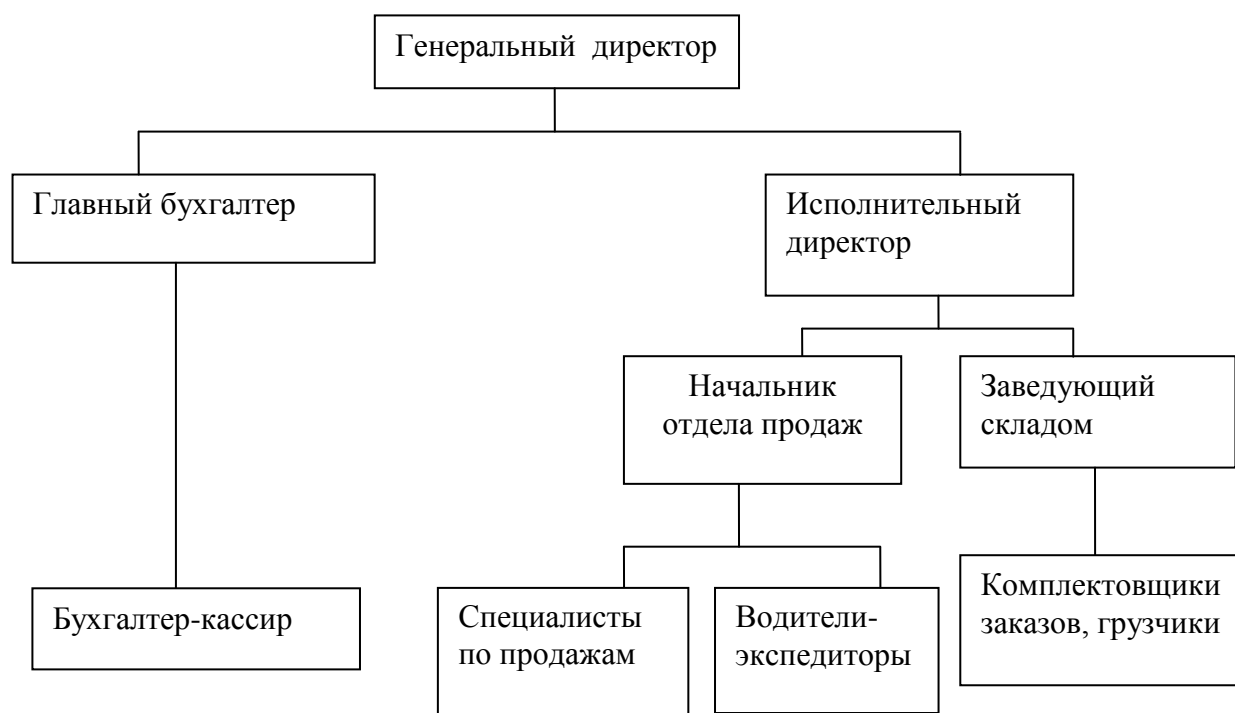 Генеральный директор
Главный бухгалтер
Исполнительный
директор
Начальник
отдела продаж
Заведующий
складом
Бухгалтер-кассир
Специалисты
по продажам
Водители-
экспедиторы
Комплектовщики
заказов, грузчики